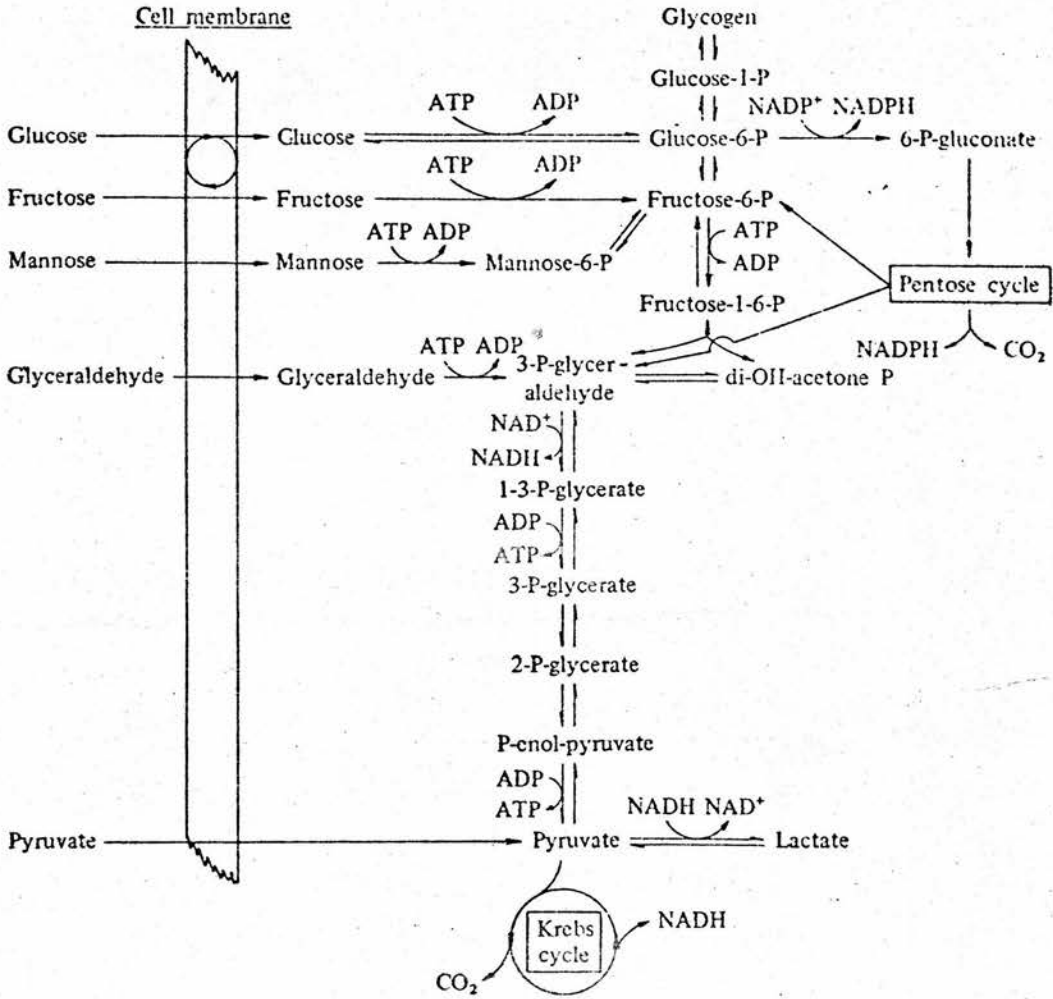 Cell membrane
Glycogen
Glucose-1-P
ATP ADP
NADP⁺ NADPH
Glucose Glucose Glucose-6-P 6-P-gluconate
ATP ADP
Fructose Fructose Fructose-6-P
ATP ADP
ATP
Mannose Mannose Mannose-6-P
ADP
Fructose-1-6-P
Pentose cycle
NADPH CO₂
ATP ADP
Glyceraldehyde Glyceraldehyde 3-P-glycer-
aldehyde
di-OH-acetone P
NAD⁺
NADH
1-3-P-glycerate
ADP
ATP
3-P-glycerate
2-P-glycerate
P-enol-pyruvate
ADP
ATP
NADH NAD⁺
Pyruvate Pyruvate Lactate
Krebs
cycle
NADH
CO₂